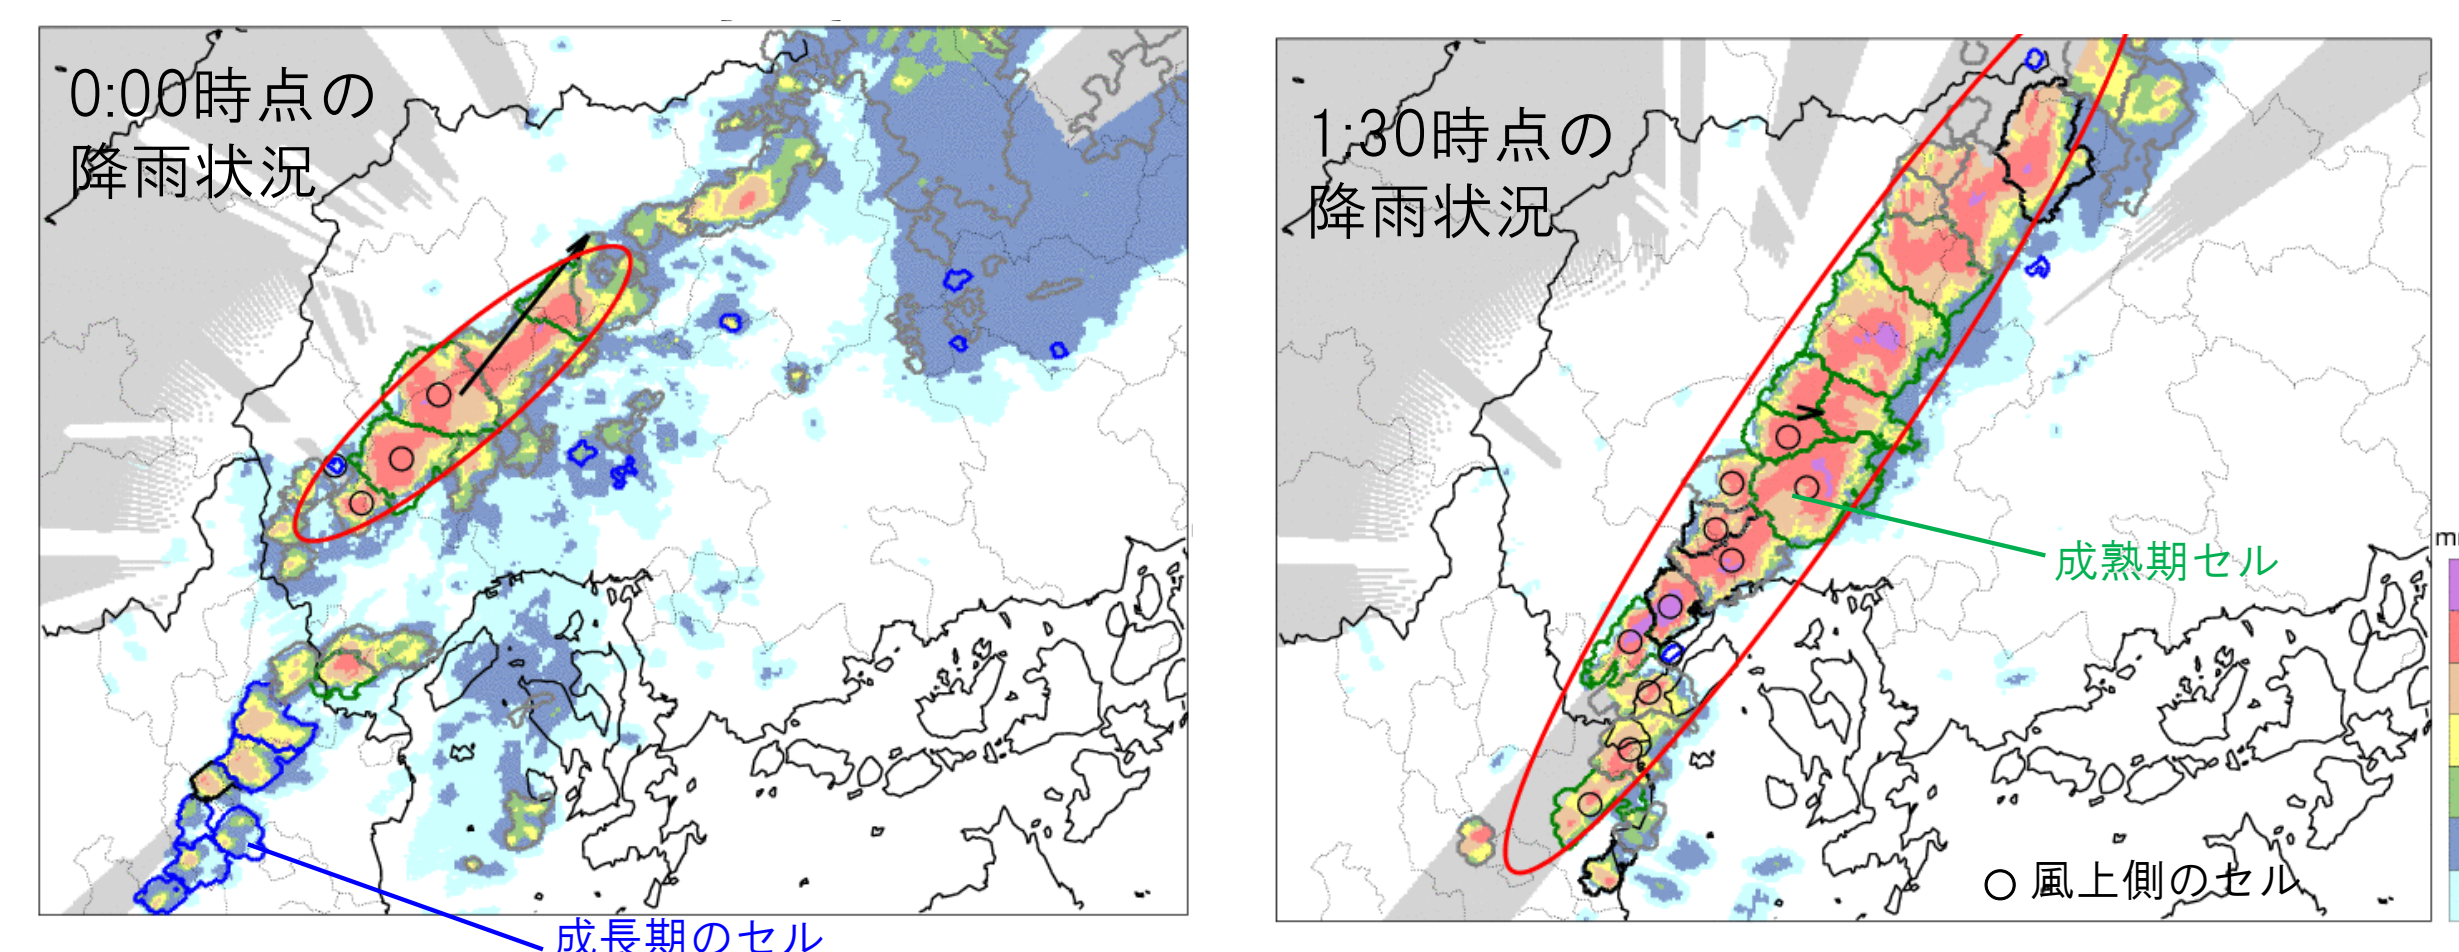 0:00時点の
降雨状況
1:30時点の
降雨状況
成熟期セル
風上側のセル
成長期のセル